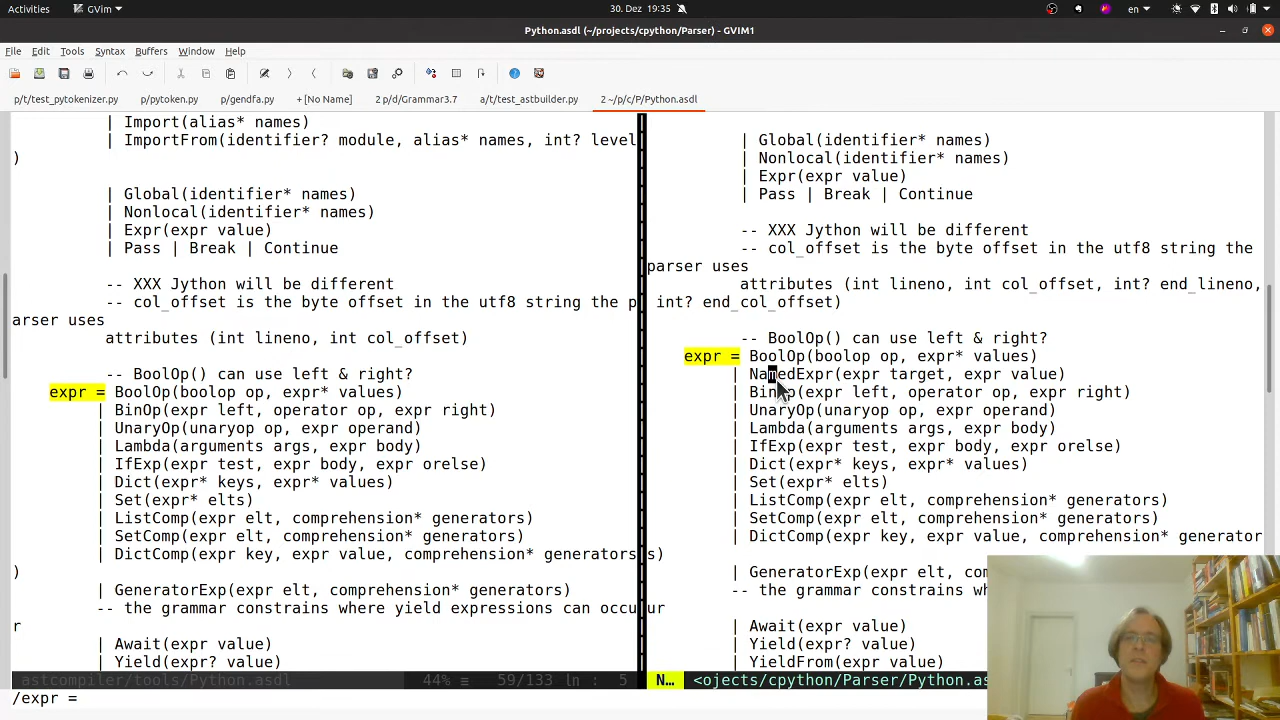 Activities
GVim
30. Dez 19:35
en
Python.asdl (~/projects/cpython/Parser) - GVIM1
File Edit Tools Syntax Buffers Window Help
p/t/test_pytokenizer.py p/pytoken.py p/gendfa.py + [No Name] 2 p/d/Grammar3.7 a/t/test_astbuilder.py 2 ~/p/c/P/Python.asdl
| Import(alias* names)
| ImportFrom(identifier? module, alias* names, int? level
)
| Global(identifier* names)
| Nonlocal(identifier* names)
| Expr(expr value)
| Pass | Break | Continue
-- XXX Jython will be different
-- col_offset is the byte offset in the utf8 string the p
arser uses
attributes (int lineno, int col_offset)
-- BoolOp() can use left & right?
expr = BoolOp(boolop op, expr* values)
| BinOp(expr left, operator op, expr right)
| UnaryOp(unaryop op, expr operand)
| Lambda(arguments args, expr body)
| IfExp(expr test, expr body, expr orelse)
| Dict(expr* keys, expr* values)
| Set(expr* elts)
| ListComp(expr elt, comprehension* generators)
| SetComp(expr elt, comprehension* generators)
| DictComp(expr key, expr value, comprehension* generators
)
| GeneratorExp(expr elt, comprehension* generators)
-- the grammar constrains where yield expressions can occu
r
| Await(expr value)
| Yield(expr? value)
astcompiler/tools/Python.asdl 44% ≡ 59/133 ln : 5
| Global(identifier* names)
| Nonlocal(identifier* names)
| Expr(expr value)
| Pass | Break | Continue
-- XXX Jython will be different
-- col_offset is the byte offset in the utf8 string the
parser uses
attributes (int lineno, int col_offset, int? end_lineno,
int? end_col_offset)
-- BoolOp() can use left & right?
expr = BoolOp(boolop op, expr* values)
| NamedExpr(expr target, expr value)
| BinOp(expr left, operator op, expr right)
| UnaryOp(unaryop op, expr operand)
| Lambda(arguments args, expr body)
| IfExp(expr test, expr body, expr orelse)
| Dict(expr* keys, expr* values)
| Set(expr* elts)
| ListComp(expr elt, comprehension* generators)
| SetComp(expr elt, comprehension* generators)
| DictComp(expr key, expr value, comprehension* generator
s)
| GeneratorExp(expr elt, c
-- the grammar constrains wh
ur
| Await(expr value)
| Yield(expr? value)
| YieldFrom(expr value)
N… <ojects/cpython/Parser/Python.as
/expr =